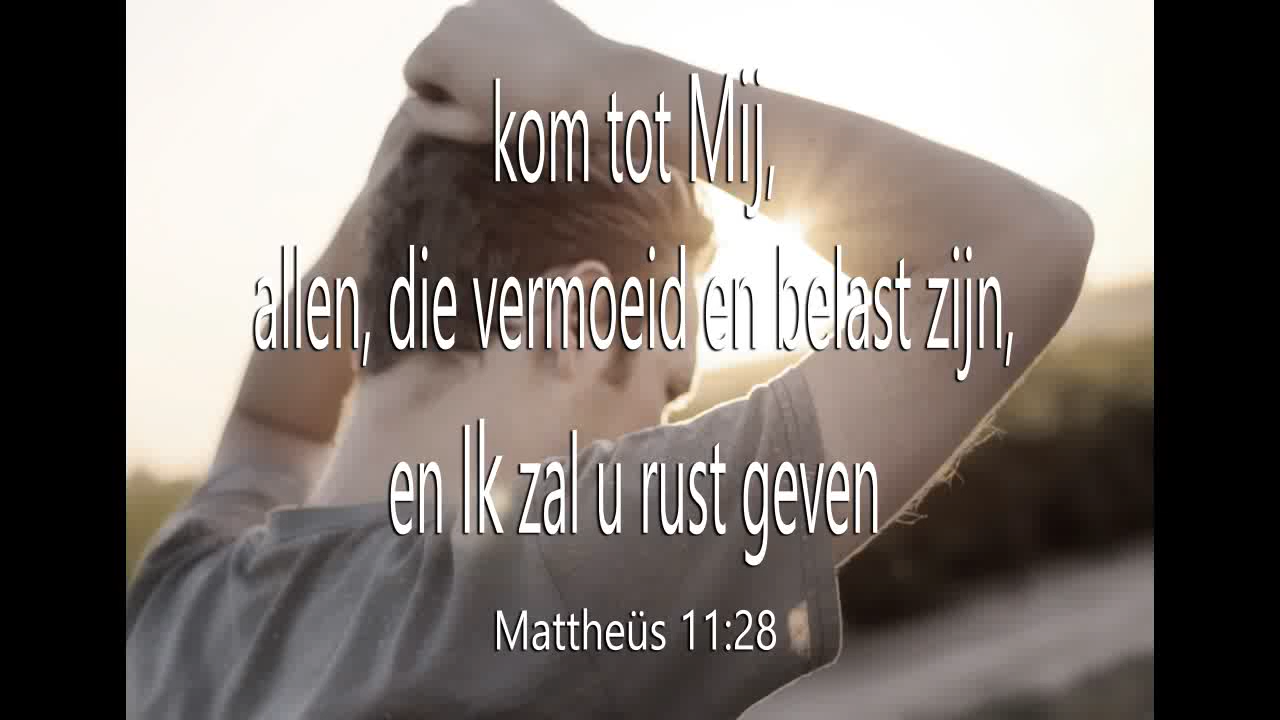 kom tot Mij,
allen, die vermoeid en belast zijn,
en Ik zal u rust geven
Mattheüs 11:28